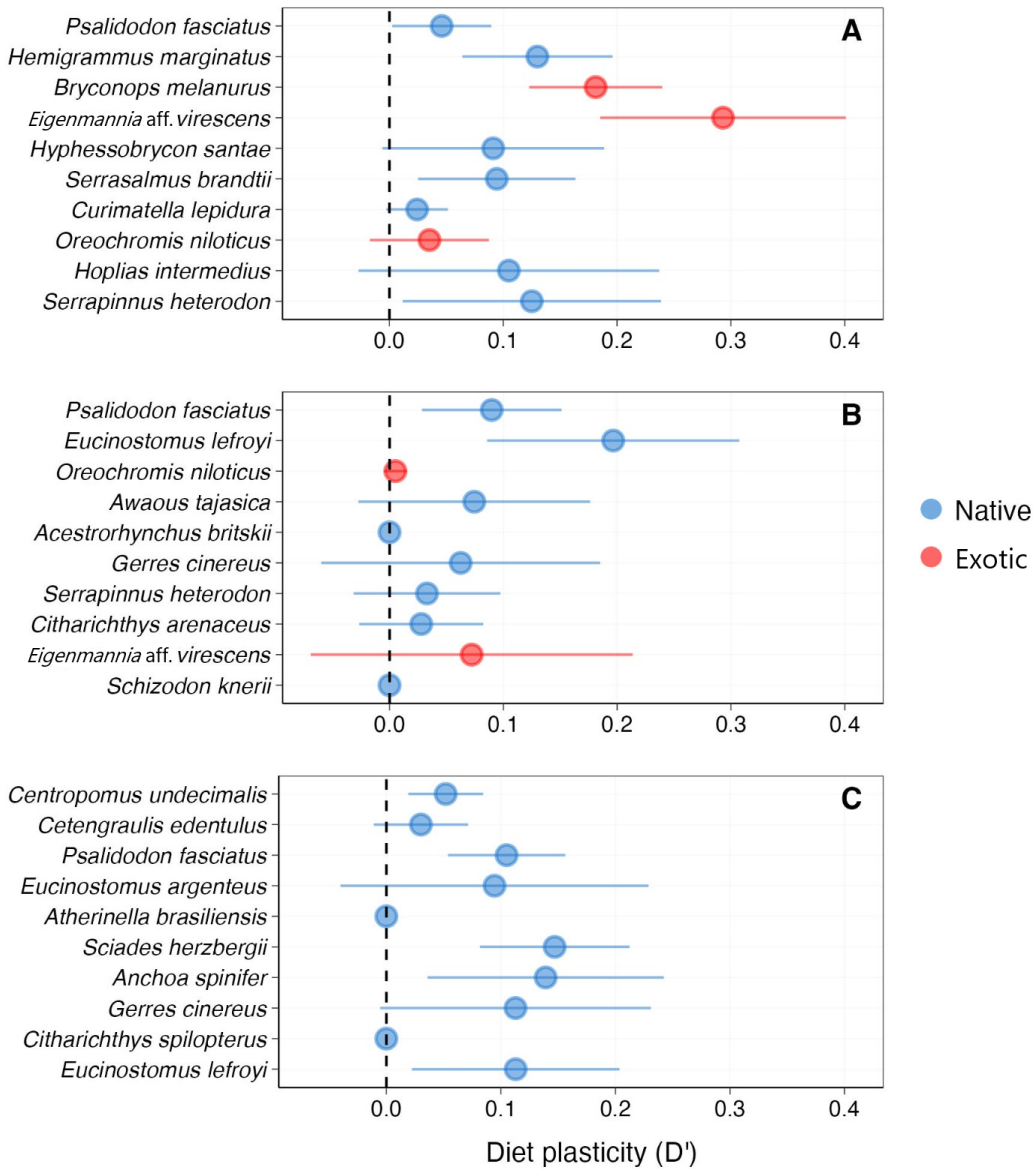 A
Psalidodon fasciatus
Hemigrammus marginatus
Bryconops melanurus
Eigenmannia aff. virescens
Hyphessobrycon santae
Serrasalmus brandtii
Curimatella lepidura
Oreochromis niloticus
Hoplias intermedius
Serrapinnus heterodon
0.0 0.1 0.2 0.3 0.4
B
Psalidodon fasciatus
Eucinostomus lefroyi
Oreochromis niloticus
Awaous tajasica
Acestrorhynchus britskii
Gerres cinereus
Serrapinnus heterodon
Citharichthys arenaceus
Eigenmannia aff. virescens
Schizodon knerii
0.0 0.1 0.2 0.3 0.4
Native
Exotic
C
Centropomus undecimalis
Cetengraulis edentulus
Psalidodon fasciatus
Eucinostomus argenteus
Atherinella brasiliensis
Sciades herzbergii
Anchoa spinifer
Gerres cinereus
Citharichthys spilopterus
Eucinostomus lefroyi
0.0 0.1 0.2 0.3 0.4
Diet plasticity (D')